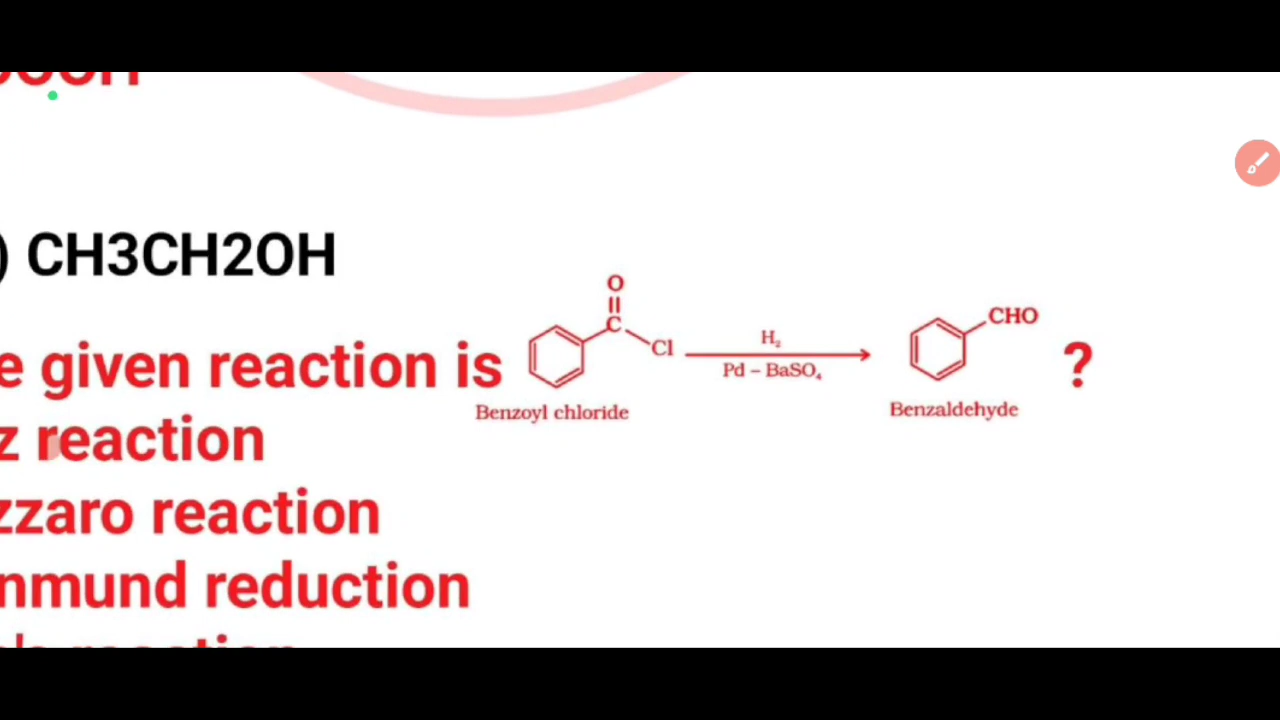 ) CH3CH2OH
e given reaction is
O
C
Cl
H₂
Pd – BaSO₄
CHO
?
Benzoyl chloride
Benzaldehyde
z reaction
zzaro reaction
nmund reduction